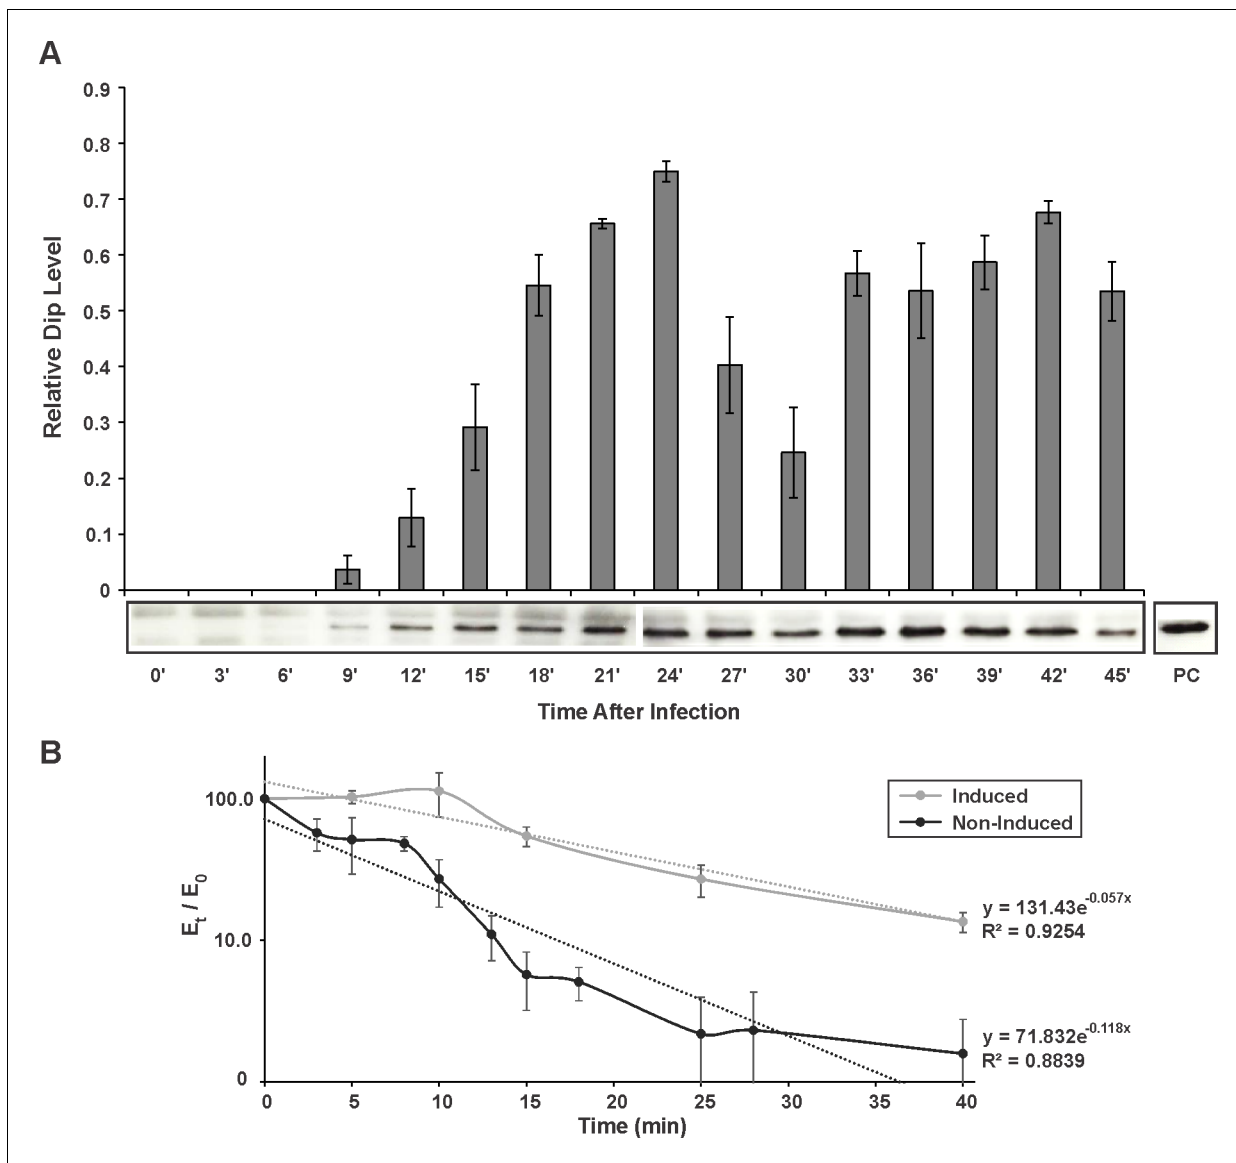 A
0.9
0.8
0.7
0.6
0.5
0.4
0.3
0.2
0.1
0
Relative Dip Level
0' 3' 6' 9' 12' 15' 18' 21' 24' 27' 30' 33' 36' 39' 42' 45' PC
Time After Infection
B
100.0
10.0
0
Et / E0
Induced
Non-Induced
y = 131.43e-0.057x
R² = 0.9254
y = 71.832e-0.118x
R² = 0.8839
0 5 10 15 20 25 30 35 40
Time (min)